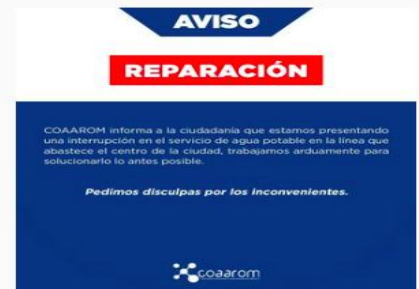 AVISO
REPARACIÓN
COAAROM informa a la ciudadanía que estamos presentando
una interrupción en el servicio de agua potable en la línea que
abastece el centro de la ciudad, trabajamos arduamente para
solucionarlo lo antes posible.
Pedimos disculpas por los inconvenientes.
coaarom